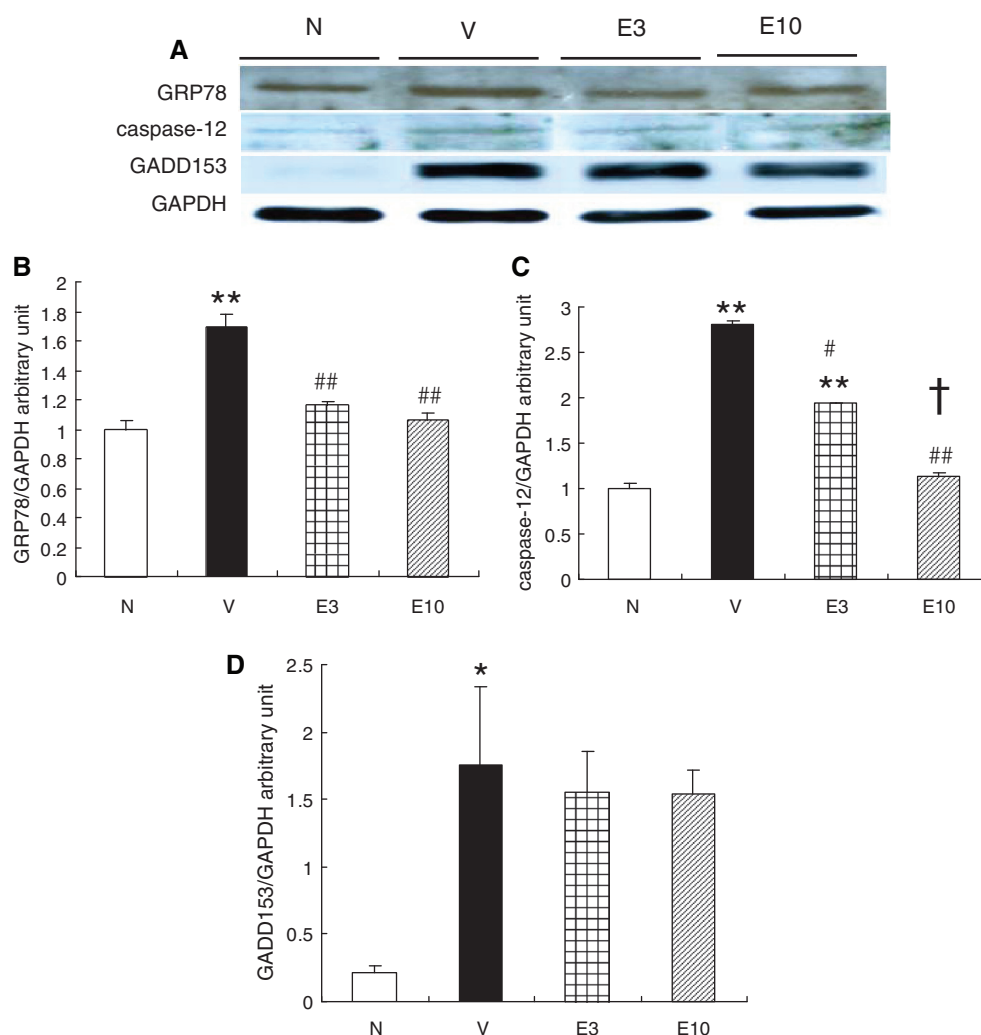 N V E3 E10
A
GRP78
caspase-12
GADD153
GAPDH
B
GRP78/GAPDH arbitrary unit
2
1.8
1.6
1.4
1.2
1
0.8
0.6
0.4
0.2
0
**
##
##
N V E3 E10
C
caspase-12/GAPDH arbitrary unit
3
2.5
2
1.5
1
0.5
0
**
#
**
†
##
N V E3 E10
D
GADD153/GAPDH arbitrary unit
2.5
2
1.5
1
0.5
0
*
N V E3 E10